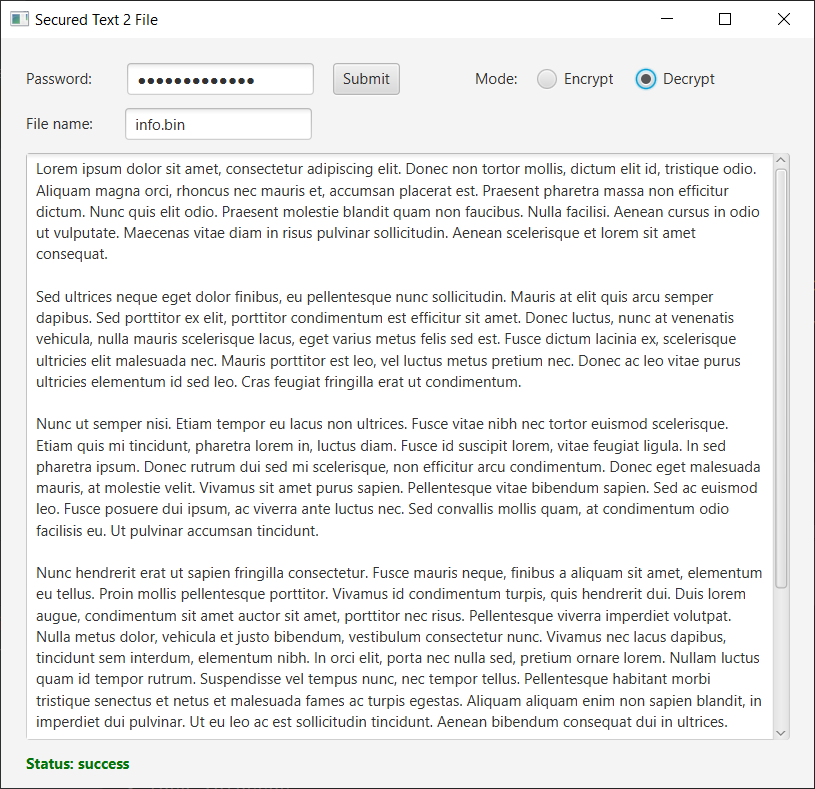 Secured Text 2 File
Password: ●●●●●●●●●●●●● Submit Mode: Encrypt Decrypt
File name: info.bin
Lorem ipsum dolor sit amet, consectetur adipiscing elit. Donec non tortor mollis, dictum elit id, tristique odio.
Aliquam magna orci, rhoncus nec mauris et, accumsan placerat est. Praesent pharetra massa non efficitur
dictum. Nunc quis elit odio. Praesent molestie blandit quam non faucibus. Nulla facilisi. Aenean cursus in odio
ut vulputate. Maecenas vitae diam in risus pulvinar sollicitudin. Aenean scelerisque et lorem sit amet
consequat.
Sed ultrices neque eget dolor finibus, eu pellentesque nunc sollicitudin. Mauris at elit quis arcu semper
dapibus. Sed porttitor ex elit, porttitor condimentum est efficitur sit amet. Donec luctus, nunc at venenatis
vehicula, nulla mauris scelerisque lacus, eget varius metus felis sed est. Fusce dictum lacinia ex, scelerisque
ultricies elit malesuada nec. Mauris porttitor est leo, vel luctus metus pretium nec. Donec ac leo vitae purus
ultricies elementum id sed leo. Cras feugiat fringilla erat ut condimentum.
Nunc ut semper nisi. Etiam tempor eu lacus non ultrices. Fusce vitae nibh nec tortor euismod scelerisque.
Etiam quis mi tincidunt, pharetra lorem in, luctus diam. Fusce id suscipit lorem, vitae feugiat ligula. In sed
pharetra ipsum. Donec rutrum dui sed mi scelerisque, non efficitur arcu condimentum. Donec eget malesuada
mauris, at molestie velit. Vivamus sit amet purus sapien. Pellentesque vitae bibendum sapien. Sed ac euismod
leo. Fusce posuere dui ipsum, ac viverra ante luctus nec. Sed convallis mollis quam, at condimentum odio
facilisis eu. Ut pulvinar accumsan tincidunt.
Nunc hendrerit erat ut sapien fringilla consectetur. Fusce mauris neque, finibus a aliquam sit amet, elementum
eu tellus. Proin mollis pellentesque porttitor. Vivamus id condimentum turpis, quis hendrerit dui. Duis lorem
augue, condimentum sit amet auctor sit amet, porttitor nec risus. Pellentesque viverra imperdiet volutpat.
Nulla metus dolor, vehicula et justo bibendum, vestibulum consectetur nunc. Vivamus nec lacus dapibus,
tincidunt sem interdum, elementum nibh. In orci elit, porta nec nulla sed, pretium ornare lorem. Nullam luctus
quam id tempor rutrum. Suspendisse vel tempus nunc, nec tempor tellus. Pellentesque habitant morbi
tristique senectus et netus et malesuada fames ac turpis egestas. Aliquam aliquam enim non sapien blandit, in
imperdiet dui pulvinar. Ut eu leo ac est sollicitudin tincidunt. Aenean bibendum consequat dui in ultrices.
Status: success